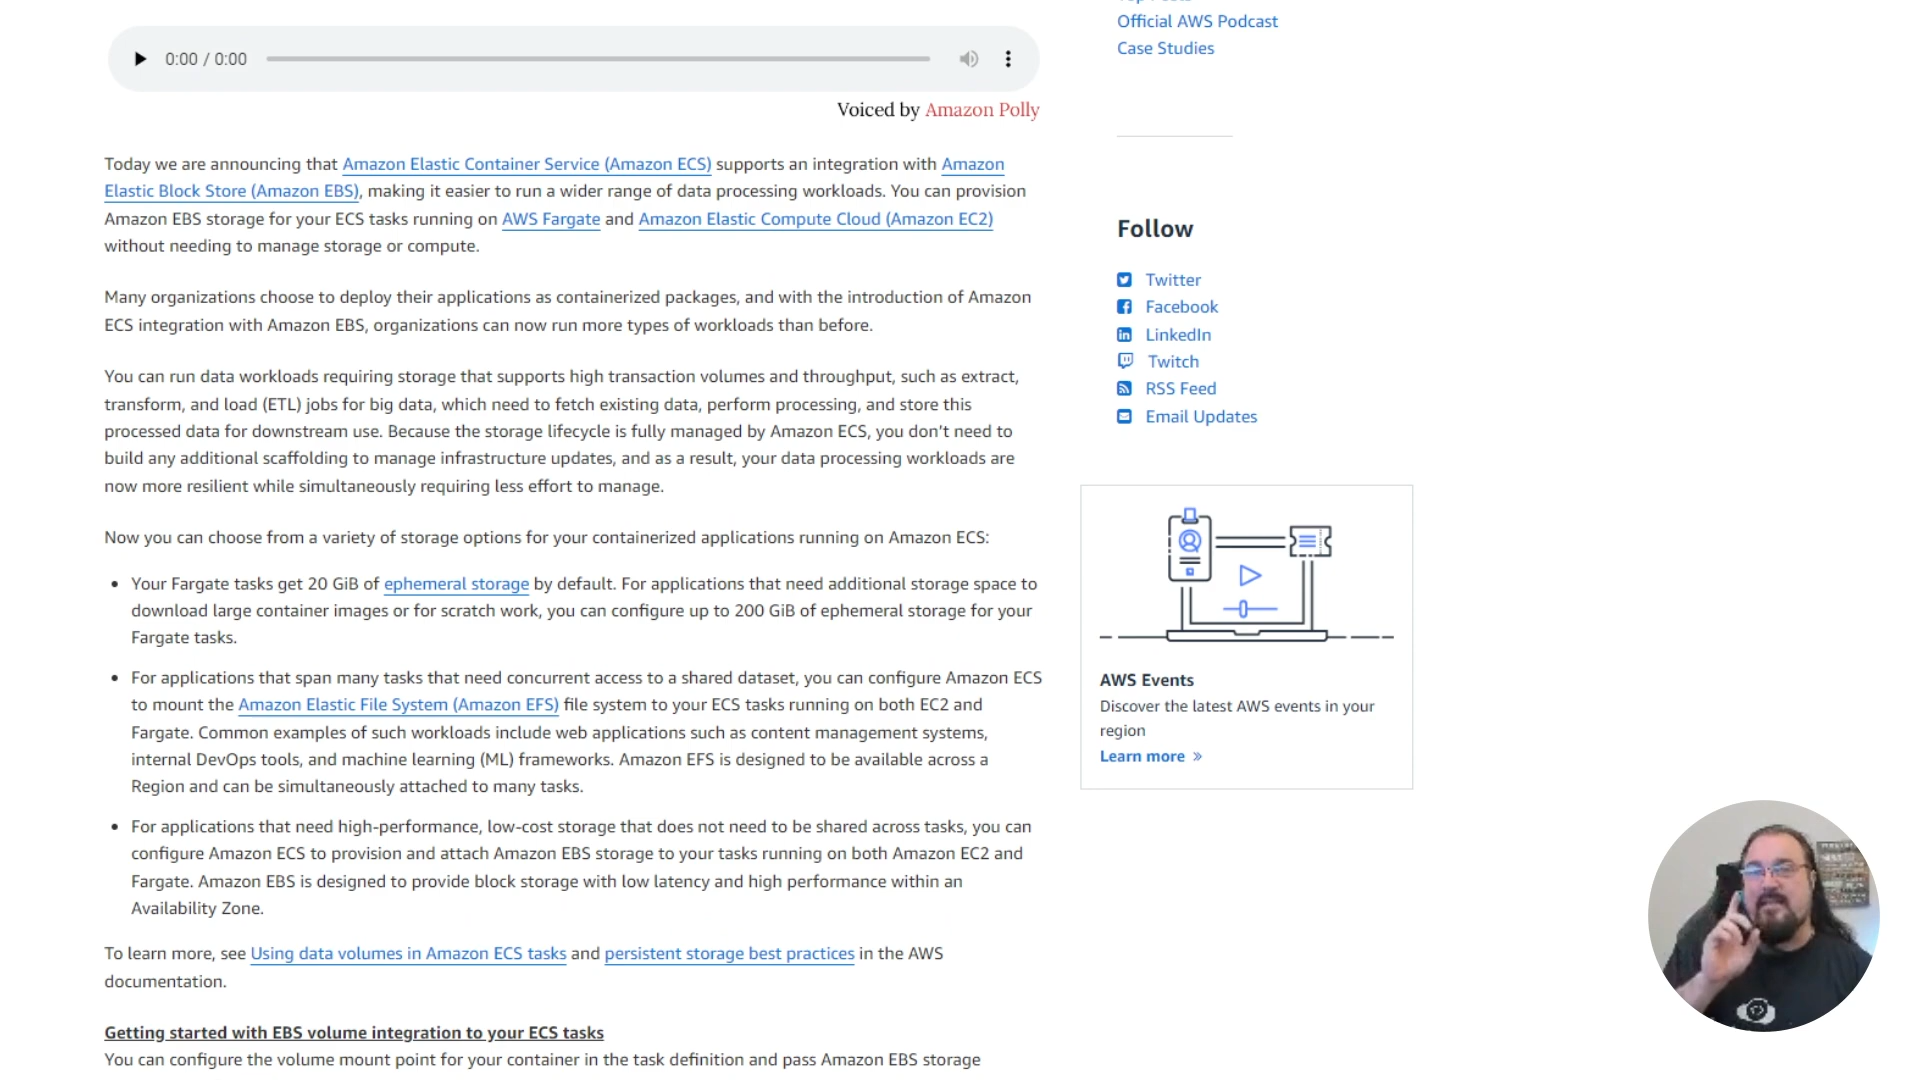 0:00 / 0:00
Voiced by Amazon Polly
Today we are announcing that Amazon Elastic Container Service (Amazon ECS) supports an integration with Amazon
Elastic Block Store (Amazon EBS), making it easier to run a wider range of data processing workloads. You can provision
Amazon EBS storage for your ECS tasks running on AWS Fargate and Amazon Elastic Compute Cloud (Amazon EC2)
without needing to manage storage or compute.
Many organizations choose to deploy their applications as containerized packages, and with the introduction of Amazon
ECS integration with Amazon EBS, organizations can now run more types of workloads than before.
You can run data workloads requiring storage that supports high transaction volumes and throughput, such as extract,
transform, and load (ETL) jobs for big data, which need to fetch existing data, perform processing, and store this
processed data for downstream use. Because the storage lifecycle is fully managed by Amazon ECS, you don't need to
build any additional scaffolding to manage infrastructure updates, and as a result, your data processing workloads are
now more resilient while simultaneously requiring less effort to manage.
Now you can choose from a variety of storage options for your containerized applications running on Amazon ECS:
• Your Fargate tasks get 20 GiB of ephemeral storage by default. For applications that need additional storage space to
download large container images or for scratch work, you can configure up to 200 GiB of ephemeral storage for your
Fargate tasks.
• For applications that span many tasks that need concurrent access to a shared dataset, you can configure Amazon ECS
to mount the Amazon Elastic File System (Amazon EFS) file system to your ECS tasks running on both EC2 and
Fargate. Common examples of such workloads include web applications such as content management systems,
internal DevOps tools, and machine learning (ML) frameworks. Amazon EFS is designed to be available across a
Region and can be simultaneously attached to many tasks.
• For applications that need high-performance, low-cost storage that does not need to be shared across tasks, you can
configure Amazon ECS to provision and attach Amazon EBS storage to your tasks running on both Amazon EC2 and
Fargate. Amazon EBS is designed to provide block storage with low latency and high performance within an
Availability Zone.
To learn more, see Using data volumes in Amazon ECS tasks and persistent storage best practices in the AWS
documentation.
Getting started with EBS volume integration to your ECS tasks
You can configure the volume mount point for your container in the task definition and pass Amazon EBS storage
Official AWS Podcast
Case Studies
Follow
Twitter
Facebook
LinkedIn
Twitch
RSS Feed
Email Updates
AWS Events
Discover the latest AWS events in your
region
Learn more »